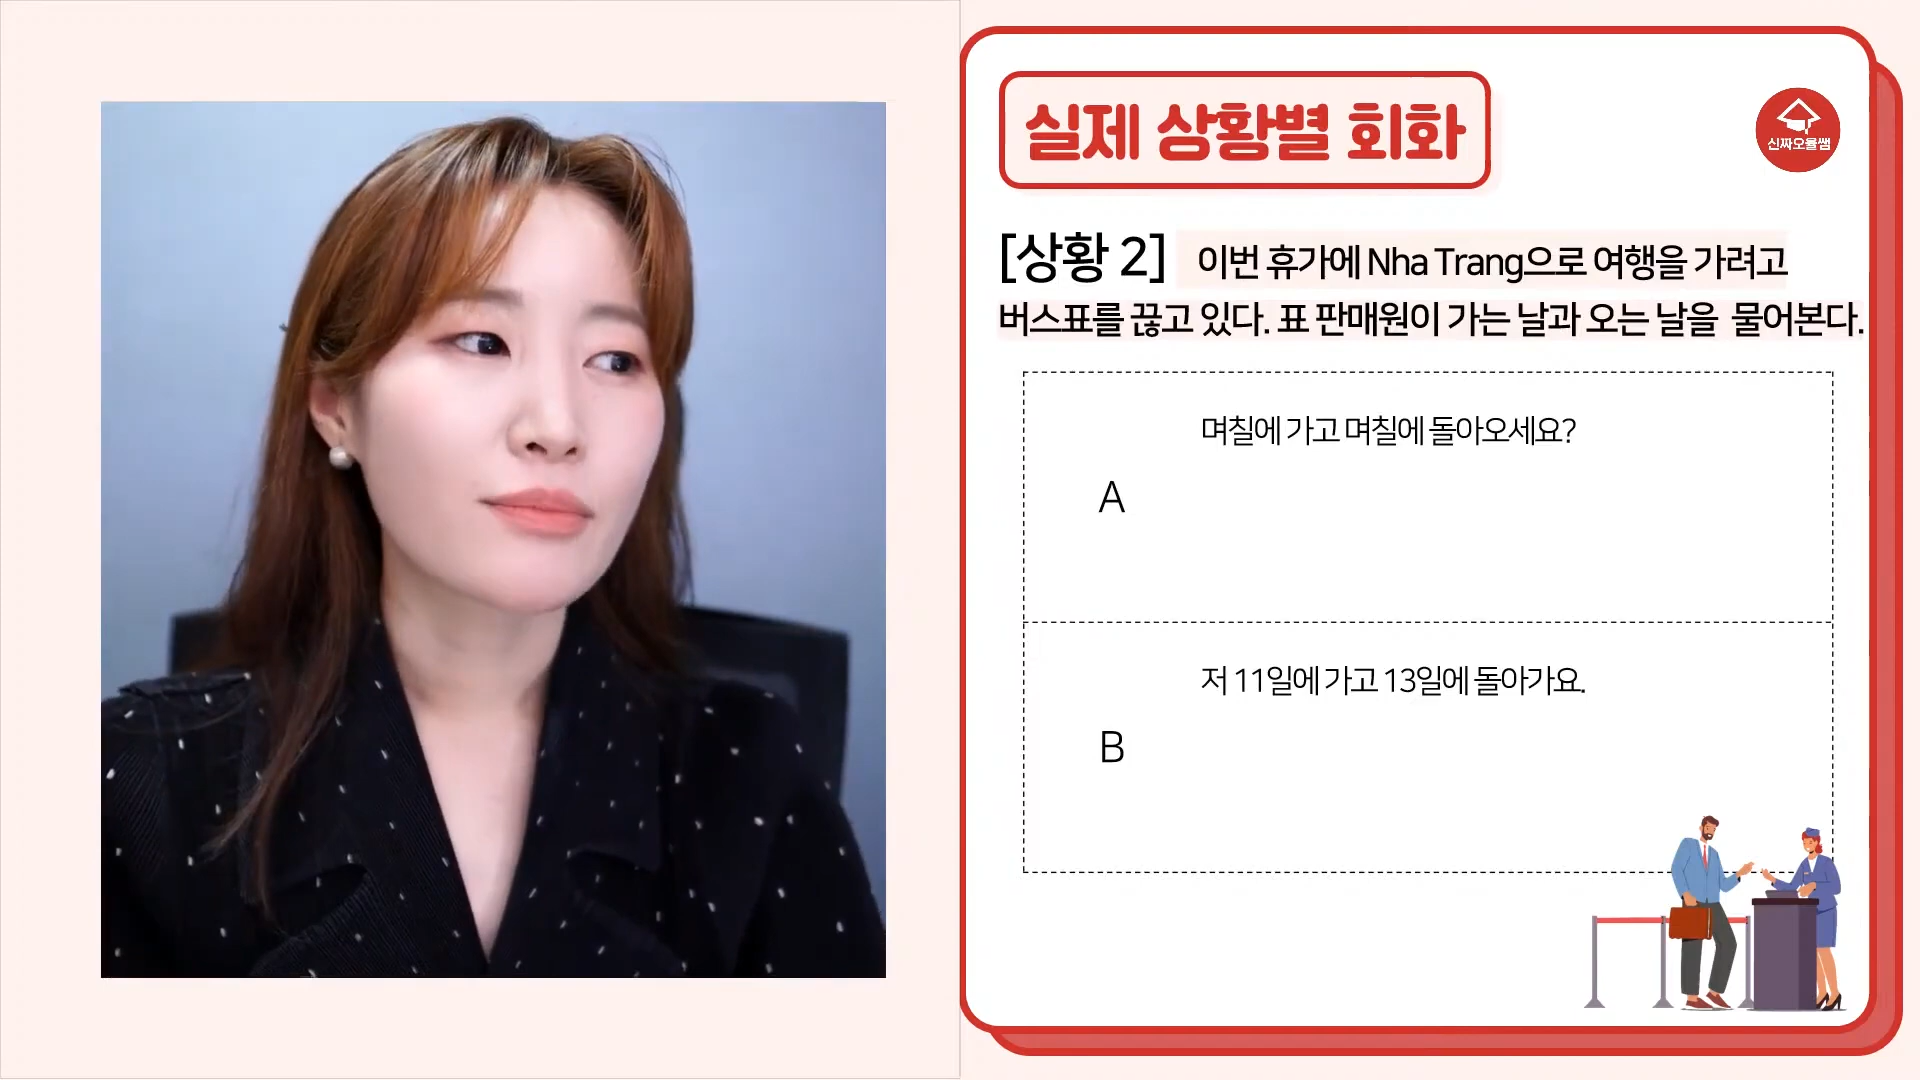 실제 상황별 회화
신짜오율쌤
[상황 2] 이번 휴가에 Nha Trang으로 여행을 가려고
버스표를 끊고 있다. 표 판매원이 가는 날과 오는 날을 물어본다.
며칠에 가고 며칠에 돌아오세요?
A
저 11일에 가고 13일에 돌아가요.
B